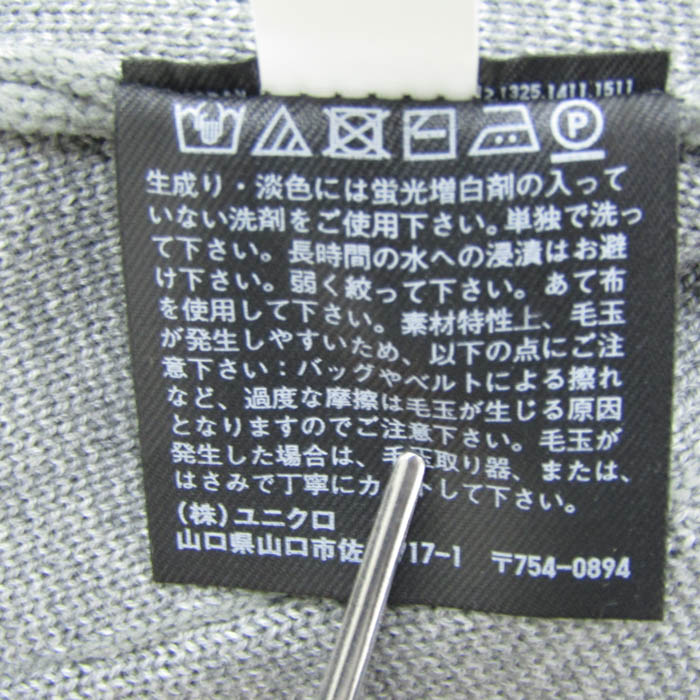 1325.1411.1511
P
生成り・淡色には蛍光増白剤の入って
いない洗剤をご使用下さい。単独で洗っ
て下さい。長時間の水への浸漬はお避
け下さい。弱く絞って下さい。あて布
を使用して下さい。素材特性上、毛玉
が発生しやすいため、以下の点にご注
意下さい:バッグやベルトによる擦れ
など、過度な摩擦は毛玉が生じる原因
となりますのでご注意下さい。毛玉が
発生した場合は、毛玉取り器、または、
はさみで丁寧にカットして下さい。
(株)ユニクロ
山口県山口市佐 717-1 〒754-0894